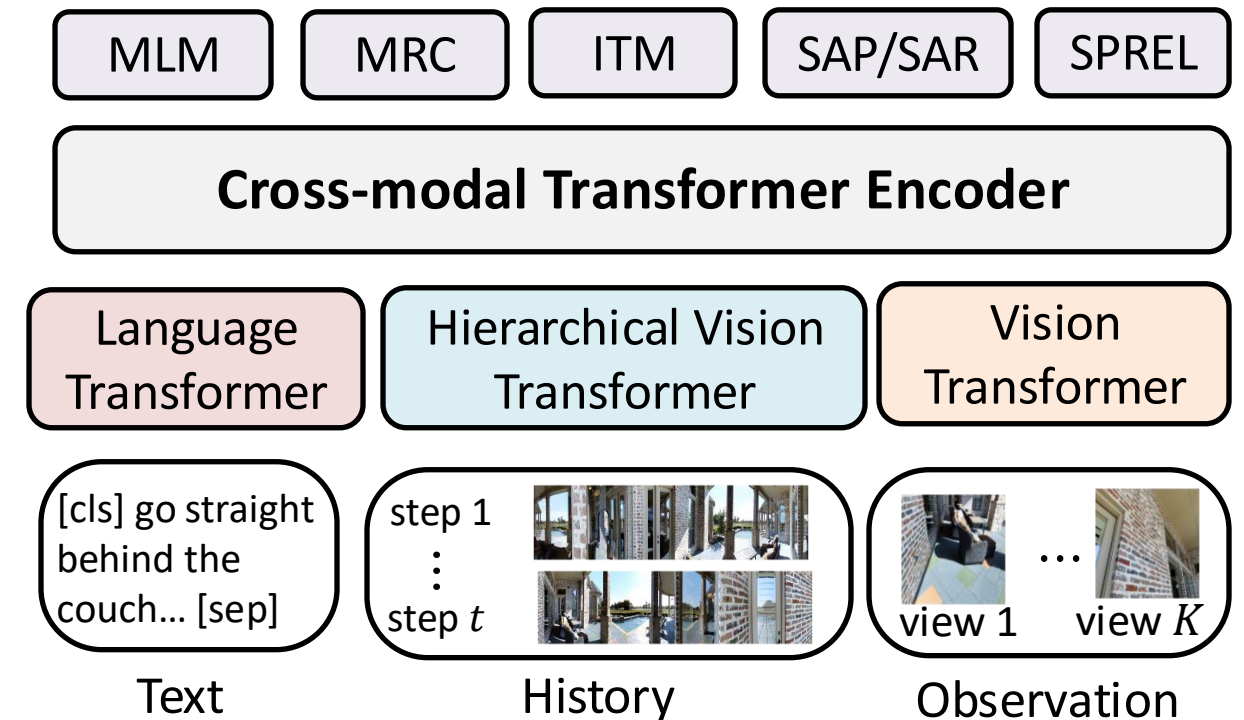 MLM MRC ITM SAP/SAR SPREL
Cross-modal Transformer Encoder
Language
Transformer
Hierarchical Vision
Transformer
Vision
Transformer
[cls] go straight
behind the
couch... [sep]
step 1
⋮
step t
... 
view 1 view K
Text History Observation